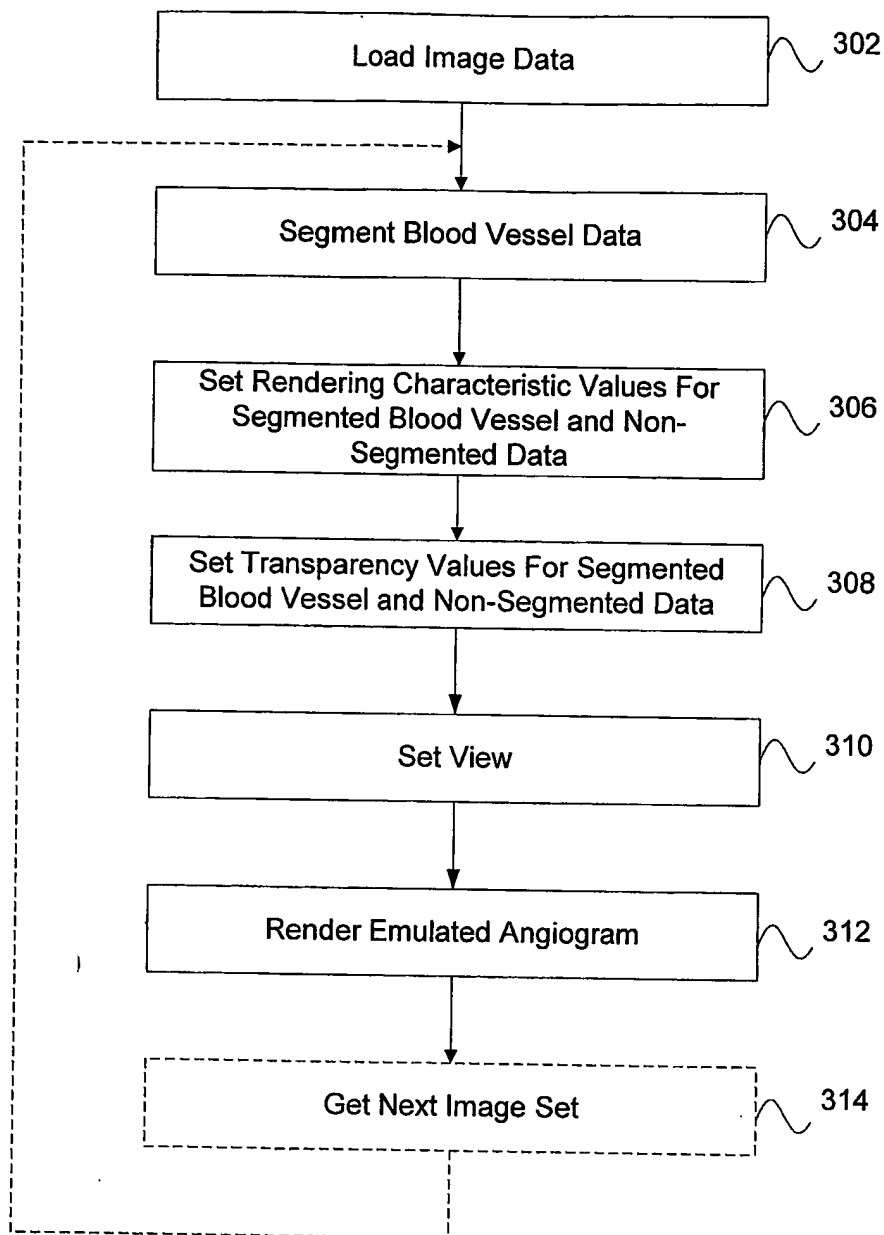 Load Image Data
302
Segment Blood Vessel Data
304
Set Rendering Characteristic Values For
Segmented Blood Vessel and Non-
Segmented Data
306
Set Transparency Values For Segmented
Blood Vessel and Non-Segmented Data
308
Set View
310
Render Emulated Angiogram
312
Get Next Image Set
314